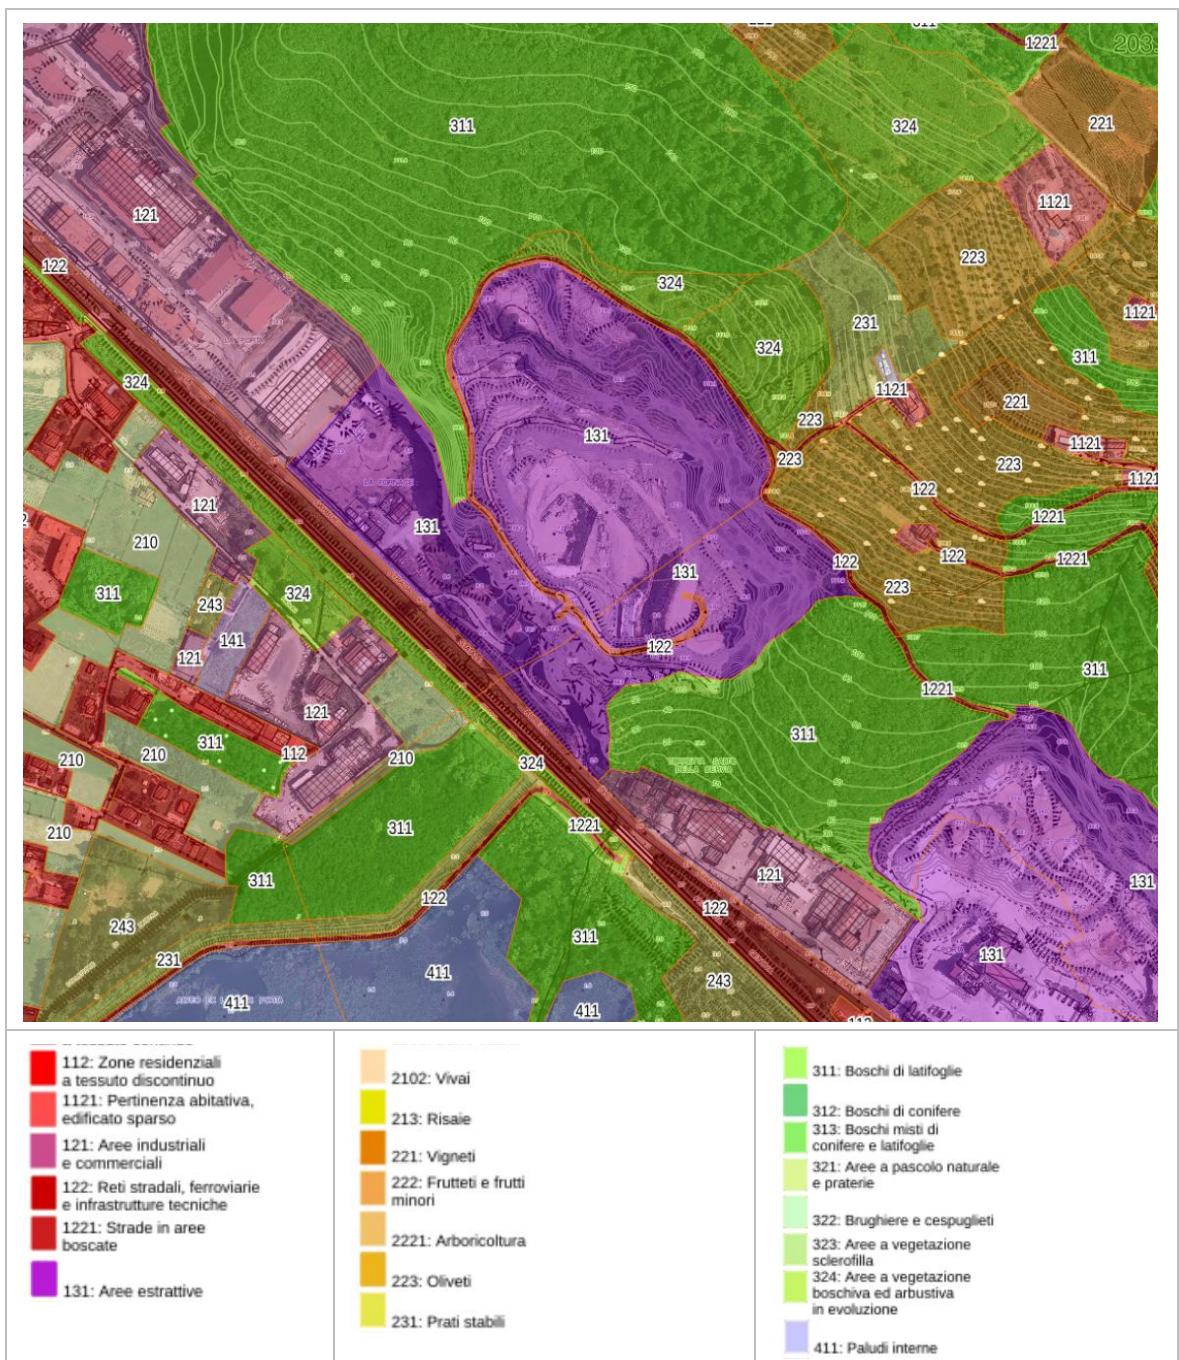 311
1221
203
311
324
221
121
1121
122
223
324
231
1121
324
324
311
1121
221
223
131
1121
223
223
1121
122
121
131
1221
210
122
1221
122
131
311
324
243
223
141
122
121
311
1221
121
210
311
112
210
311
210
324
311
1221
210
121
131
311
122
122
243
311
131
231
411
243
411
411
112: Zone residenziali
a tessuto discontinuo
1121: Pertinenza abitativa,
edificato sparso
121: Aree industriali
e commerciali
122: Reti stradali, ferroviarie
e infrastrutture tecniche
1221: Strade in aree
boscate
131: Aree estrattive
2102: Vivai
213: Risaie
221: Vigneti
222: Frutteti e frutti
minori
2221: Arboricoltura
223: Oliveti
231: Prati stabili
311: Boschi di latifoglie
312: Boschi di conifere
313: Boschi misti di
conifere e latifoglie
321: Aree a pascolo naturale
e praterie
322: Brughiere e cespuglieti
323: Aree a vegetazione
sclerofilla
324: Aree a vegetazione
boschiva ed arbustiva
in evoluzione
411: Paludi interne